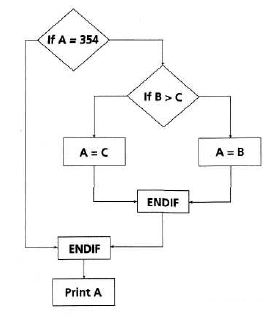 If A = 354
If B > C
A = C
A = B
ENDIF
ENDIF
Print A